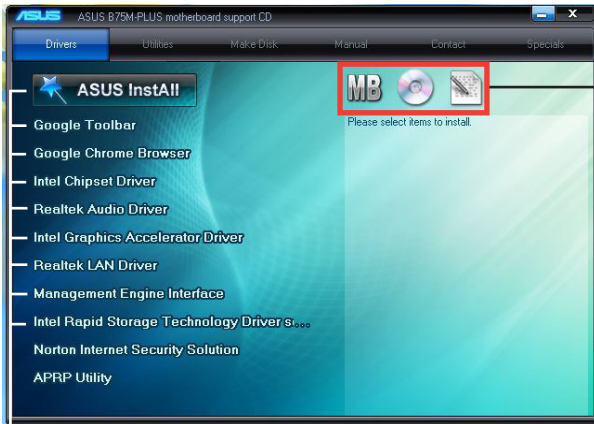 ASUS ASUS B75M-PLUS motherboard support CD
Drivers Utilities Make Disk Manual Contact Specials
ASUS InstAll
MB
Please select items to install.
Google Toolbar
Google Chrome Browser
Intel Chipset Driver
Realtek Audio Driver
Intel Graphics Accelerator Driver
Realtek LAN Driver
Management Engine Interface
Intel Rapid Storage Technology Driver s...
Norton Internet Security Solution
APRP Utility